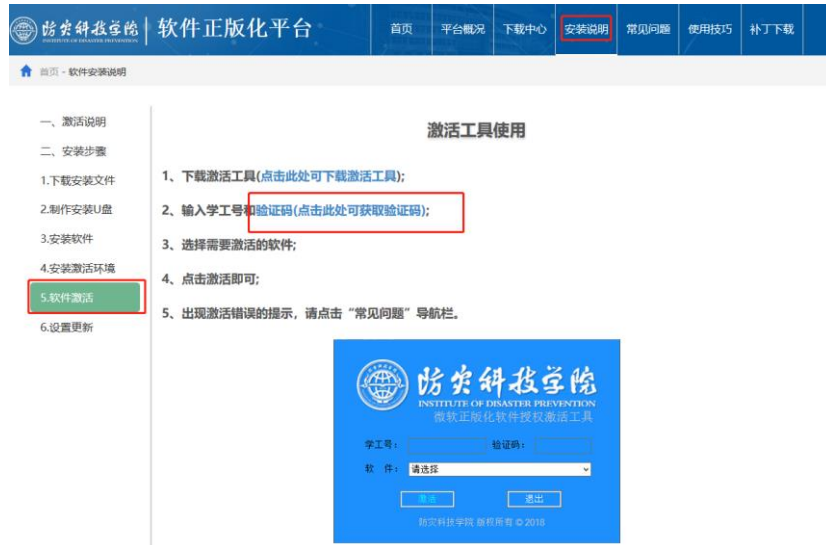 防灾科技学院 软件正版化平台 首页 平台概况 下载中心 安装说明 常见问题 使用技巧 补丁下载
INSTITUTE OF DISASTER PREVENTION
首页 - 软件安装说明
一、激活说明
二、安装步骤
1.下载安装文件
2.制作安装U盘
3.安装软件
4.安装激活环境
5.软件激活
6.设置更新
激活工具使用
1、下载激活工具(点击此处可下载激活工具);
2、输入学工号和验证码(点击此处可获取验证码);
3、选择需要激活的软件;
4、点击激活即可;
5、出现激活错误的提示，请点击“常见问题”导航栏。
防灾科技学院
INSTITUTE OF DISASTER PREVENTION
微软正版化软件授权激活工具
学工号： 验证码：
软 件： 请选择
激活 退出
防灾科技学院 版权所有 © 2018